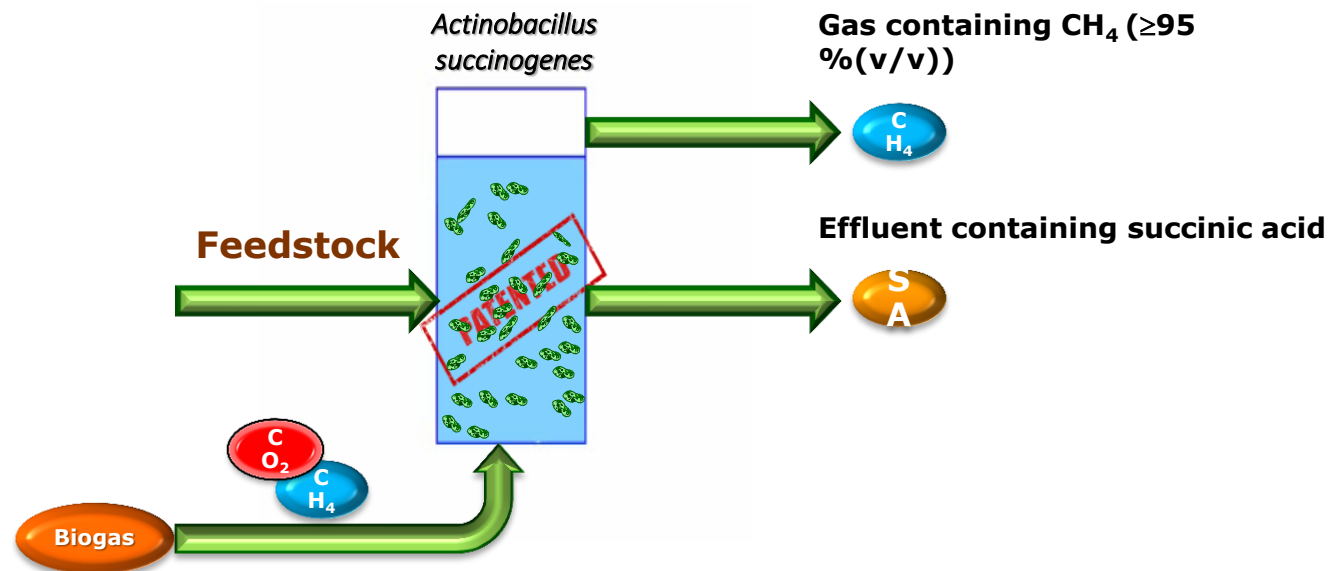 Actinobacillus
succinogenes
Gas containing CH₄ (≥95
%(v/v))
C
H₄
Feedstock
PATENTED
Effluent containing succinic acid
S
A
C
O₂
C
H₄
Biogas